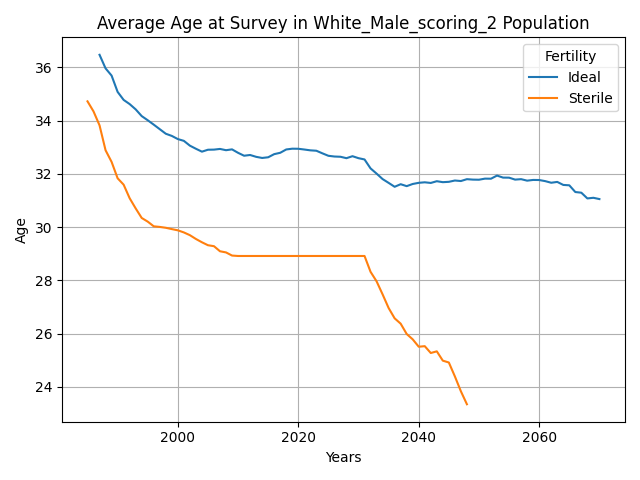 Average Age at Survey in White_Male_scoring_2 Population
Fertility
Ideal
Sterile
36
34
32
30
28
26
24
Age
2000 2020 2040 2060
Years